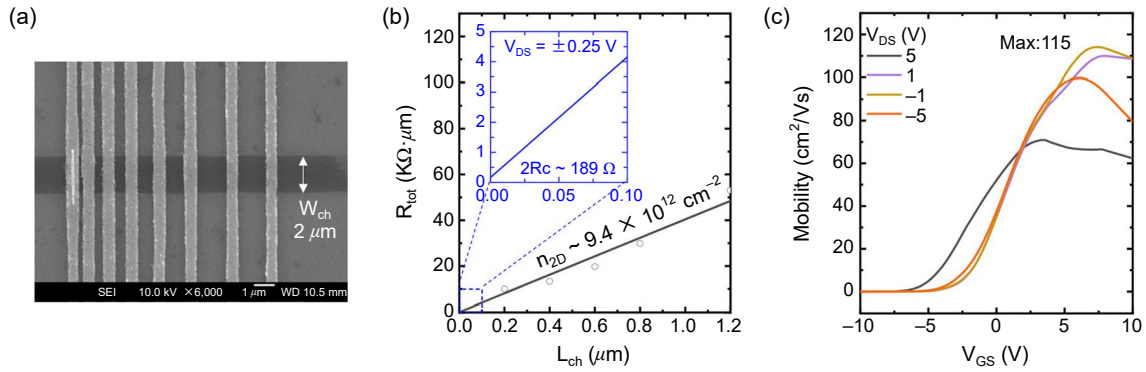 (a)
W_ch
2 μm
SEI 10.0 kV ×6,000 1 μm WD 10.5 mm
(b)
120
100
80
60
40
20
0
R_tot (KΩ·μm)
5
4
3
2
1
0
V_DS = ±0.25 V
2Rc ~ 189 Ω
0.00 0.05 0.10
n_2D ~ 9.4 × 10^12 cm^−2
0.0 0.2 0.4 0.6 0.8 1.0 1.2
L_ch (μm)
(c)
120
100
80
60
40
20
0
Mobility (cm^2/Vs)
V_DS (V)
5
1
−1
−5
Max:115
−10 −5 0 5 10
V_GS (V)